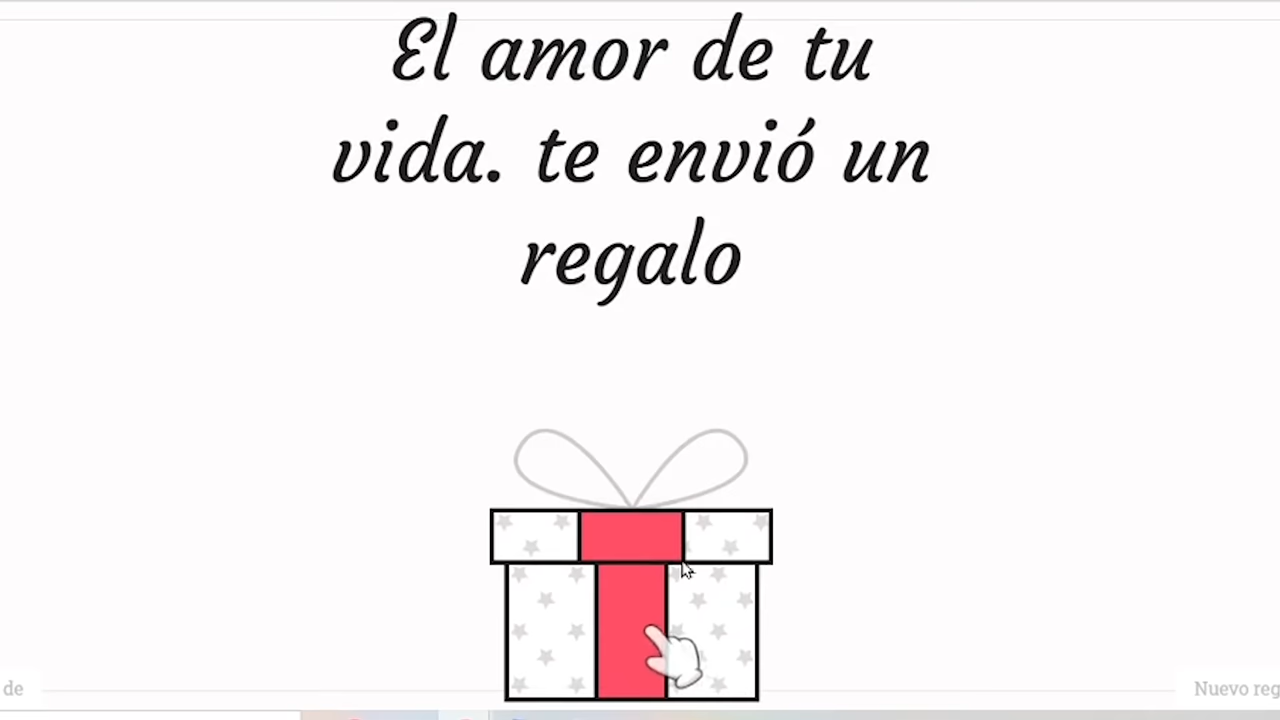 El amor de tu
vida. te envió un
regalo
de
Nuevo reg